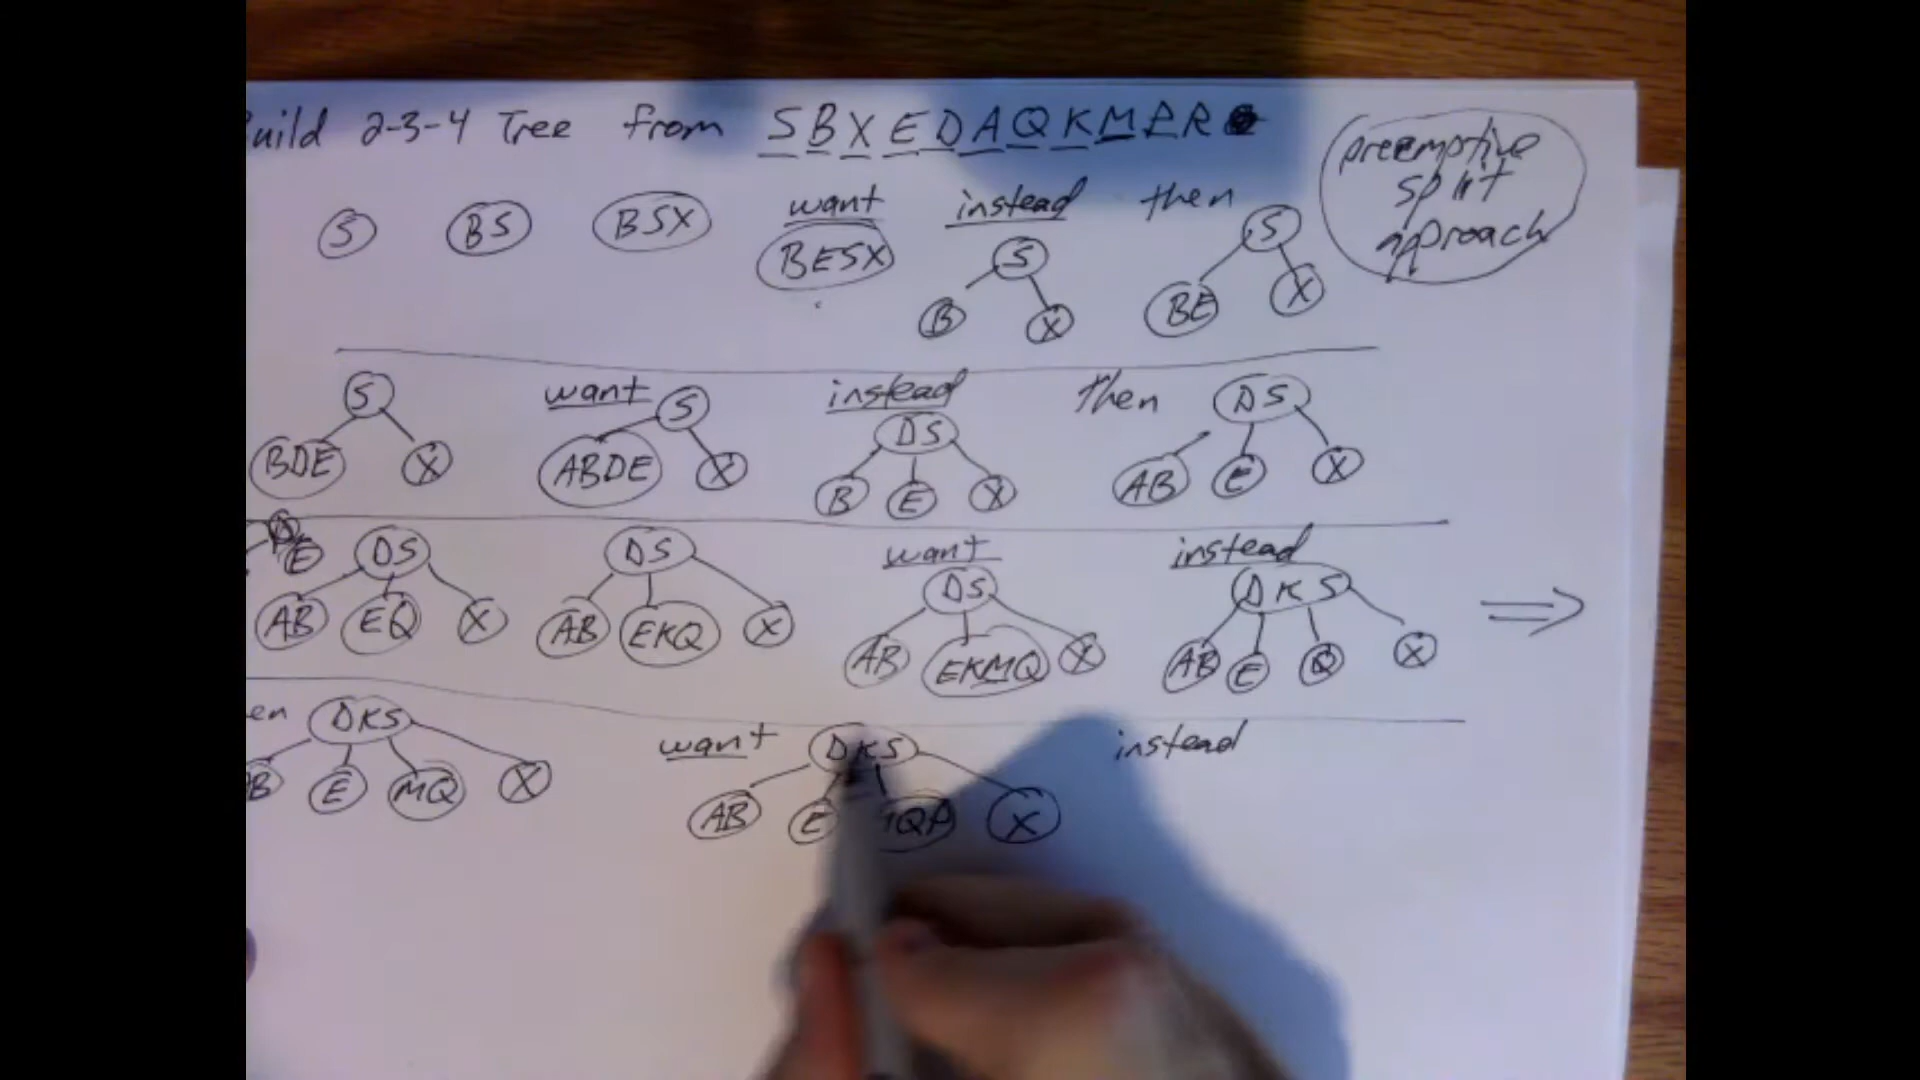 uild 2-3-4 Tree from S B X E D A Q K M P R
S BS BSX want instead then
preemptive
split
approach
BESX S S
B X BE X
S want S instead then DS
BDE X ABDE X DS AB E X
B E X
E DS DS want instead
AB EQ X AB EKQ X DS DKS
AB EKMQ X AB E Q X
en DKS want DKS instead
B E MQ X AB E QP X